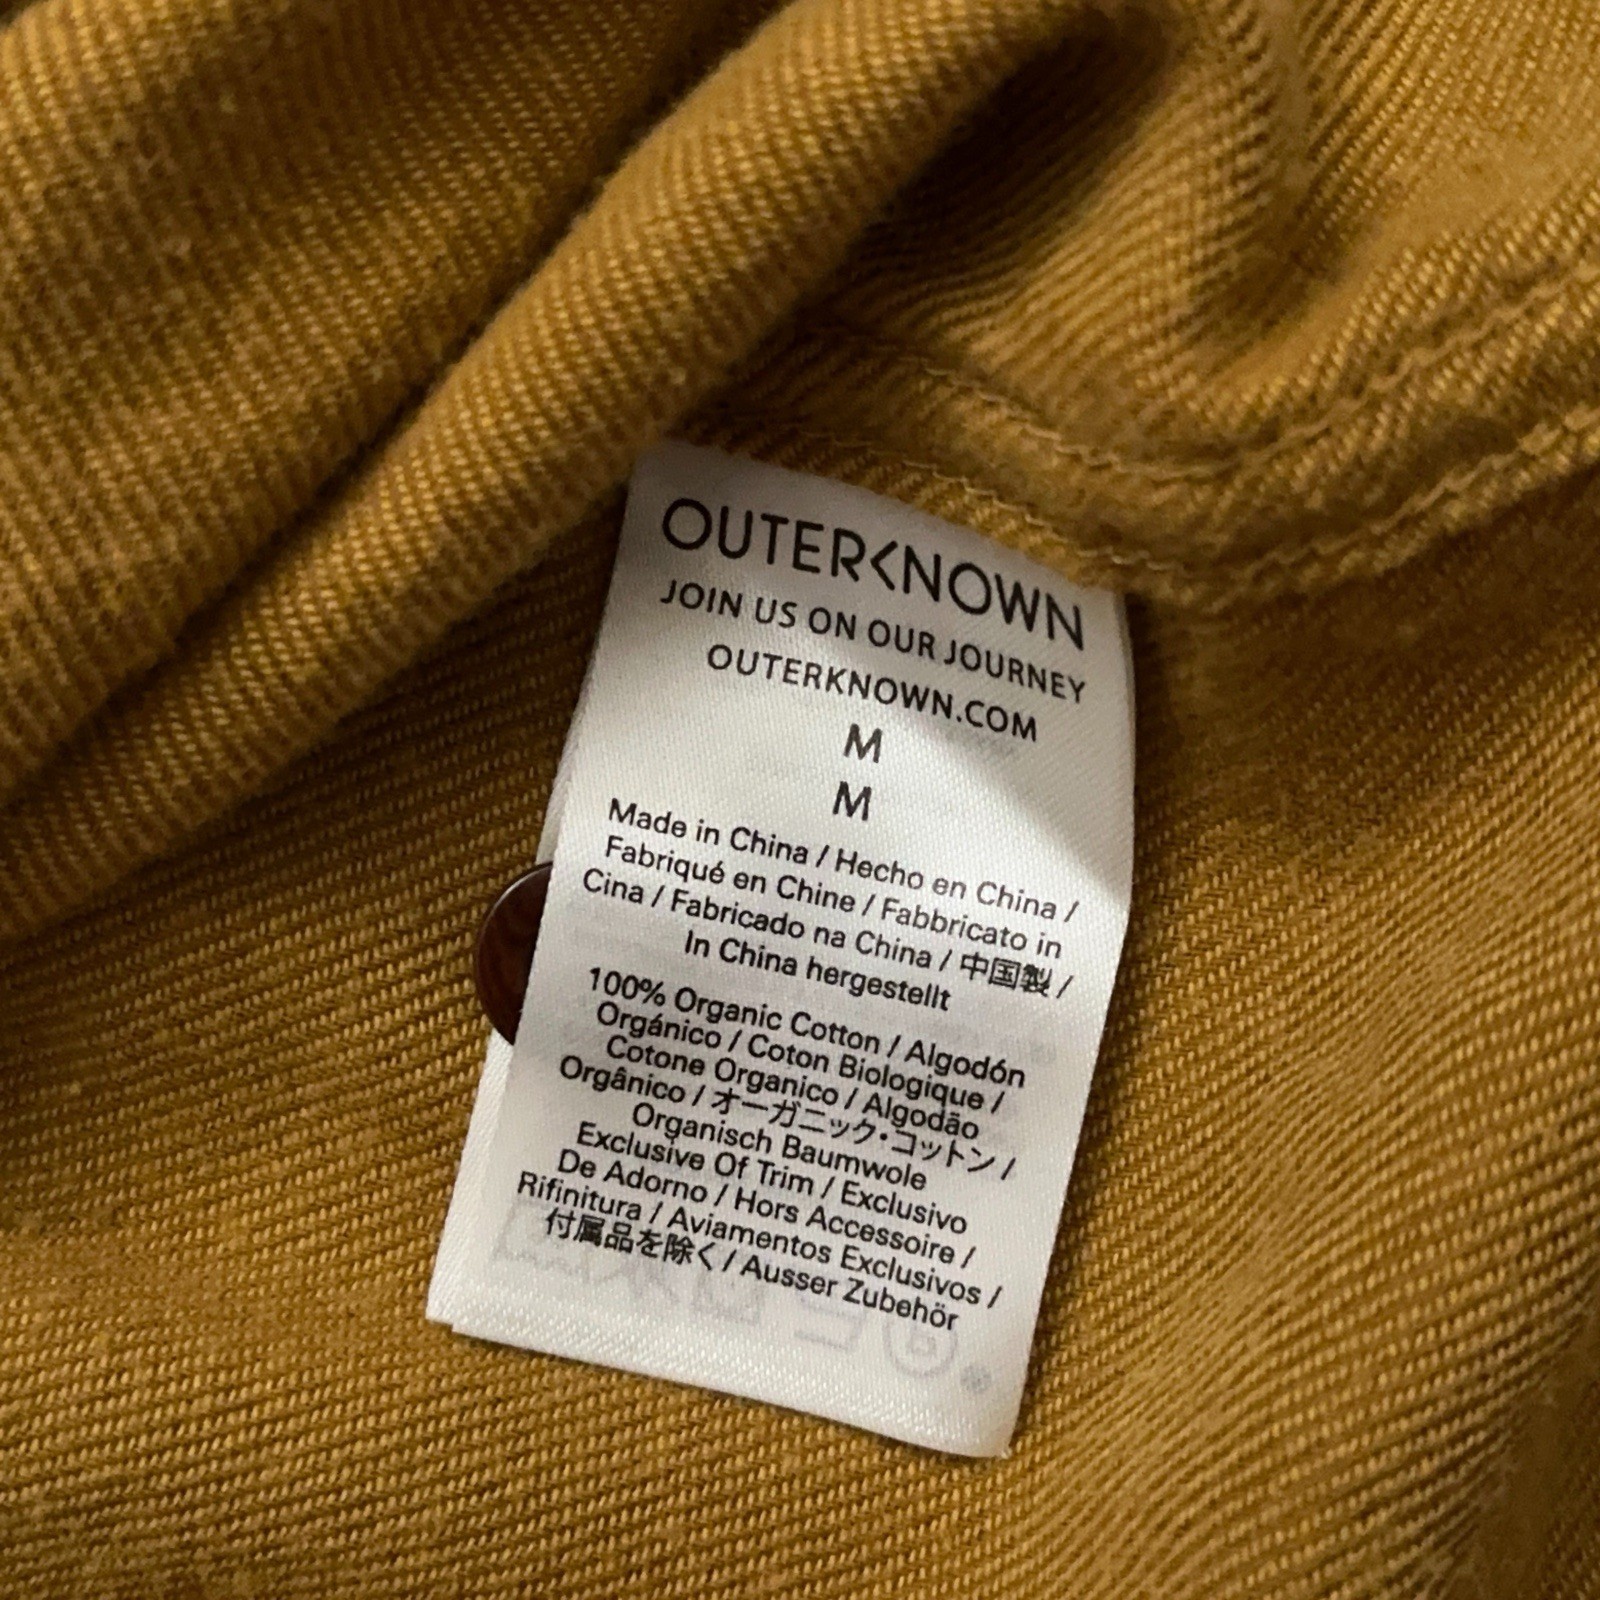 OUTERKNOWN
JOIN US ON OUR JOURNEY
OUTERKNOWN.COM
M
M
Made in China / Hecho en China /
Fabriqué en Chine / Fabbricato in
Cina / Fabricado na China / 中国製 /
In China hergestellt
100% Organic Cotton / Algodón
Orgánico / Coton Biologique /
Cotone Organico / Algodão
Orgânico / オーガニック・コットン /
Organisch Baumwole
Exclusive Of Trim / Exclusivo
De Adorno / Hors Accessoire /
Rifinitura / Aviamentos Exclusivos /
付属品を除く / Ausser Zubehör